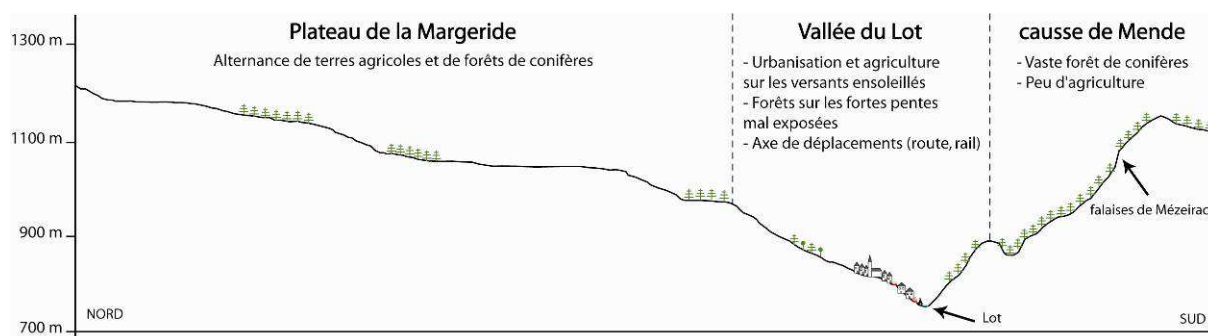 Plateau de la Margeride
Alternance de terres agricoles et de forêts de conifères
Vallée du Lot
- Urbanisation et agriculture
sur les versants ensoleillés
- Forêts sur les fortes pentes
mal exposées
- Axe de déplacements (route, rail)
causse de Mende
- Vaste forêt de conifères
- Peu d'agriculture
1300 m
1100 m
900 m
700 m
falaises de Mézeirac
NORD
Lot
SUD